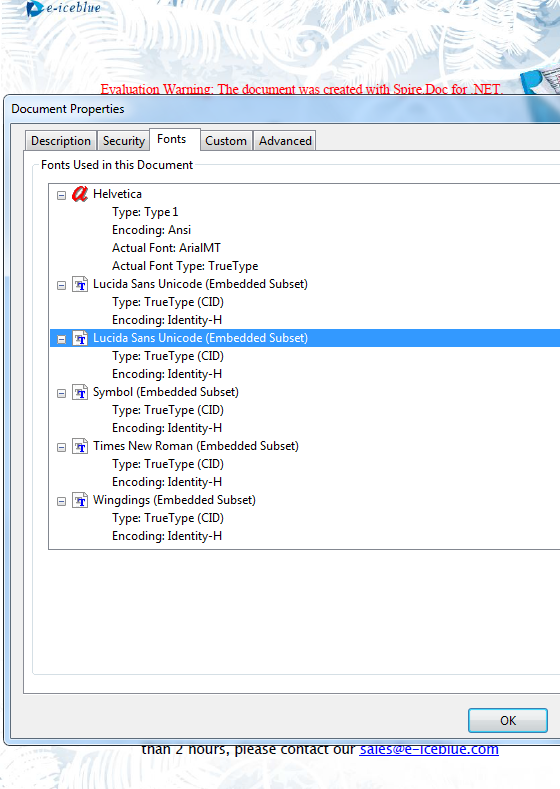 e-iceblue
Evaluation Warning: The document was created with Spire.Doc for .NET.
Document Properties
Description Security Fonts Custom Advanced
Fonts Used in this Document
Helvetica
Type: Type 1
Encoding: Ansi
Actual Font: ArialMT
Actual Font Type: TrueType
Lucida Sans Unicode (Embedded Subset)
Type: TrueType (CID)
Encoding: Identity-H
Lucida Sans Unicode (Embedded Subset)
Type: TrueType (CID)
Encoding: Identity-H
Symbol (Embedded Subset)
Type: TrueType (CID)
Encoding: Identity-H
Times New Roman (Embedded Subset)
Type: TrueType (CID)
Encoding: Identity-H
Wingdings (Embedded Subset)
Type: TrueType (CID)
Encoding: Identity-H
OK
than 2 hours, please contact our sales@e-iceblue.com